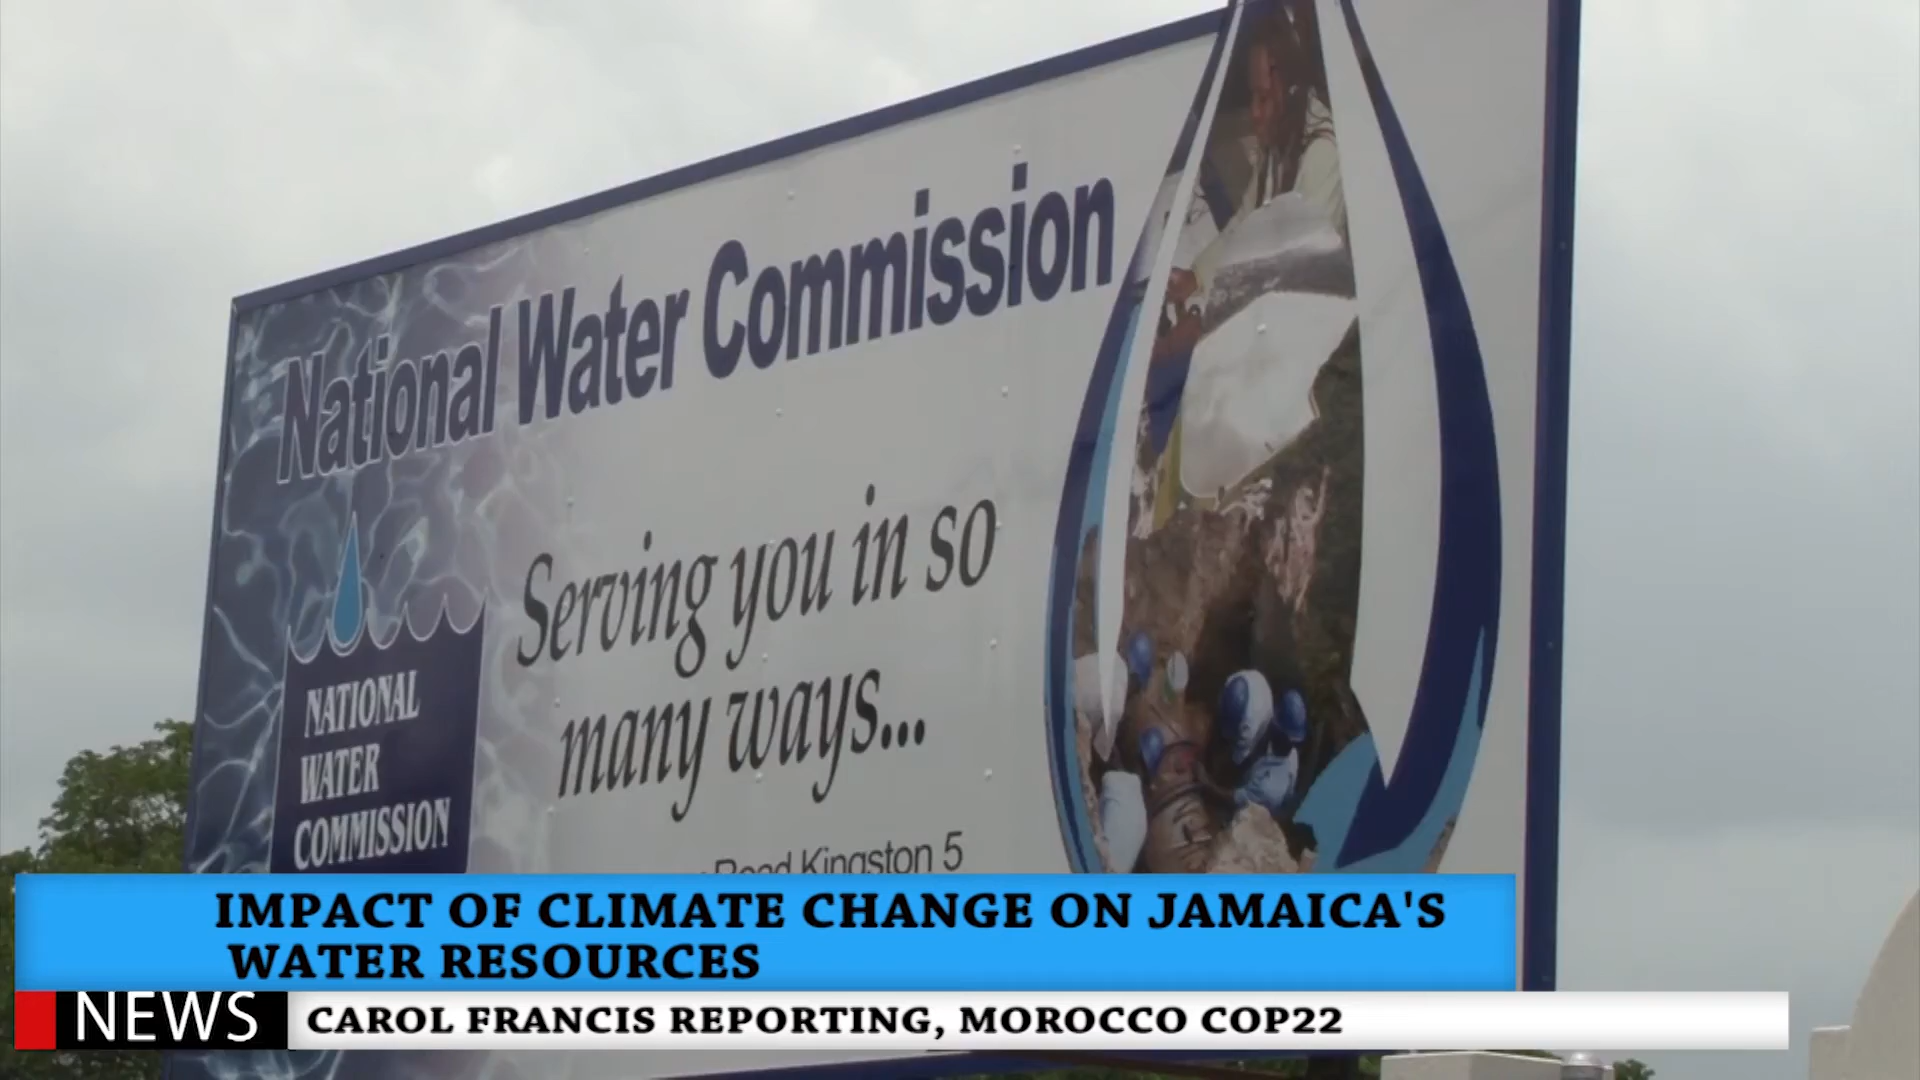 National Water Commission
Serving you in so
many ways...
NATIONAL
WATER
COMMISSION
Road Kingston 5
IMPACT OF CLIMATE CHANGE ON JAMAICA'S
WATER RESOURCES
NEWS
CAROL FRANCIS REPORTING, MOROCCO COP22